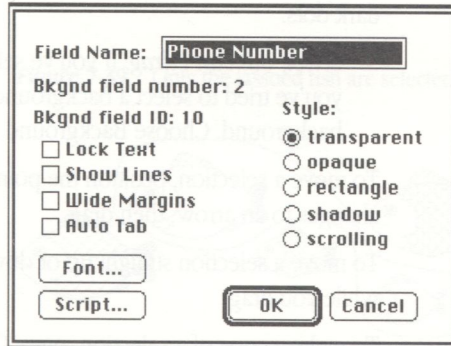 Field Name: Phone Number
Bkgnd field number: 2
Bkgnd field ID: 10
Lock Text
Show Lines
Wide Margins
Auto Tab
Style:
transparent
opaque
rectangle
shadow
scrolling
Font...
Script...
OK
Cancel